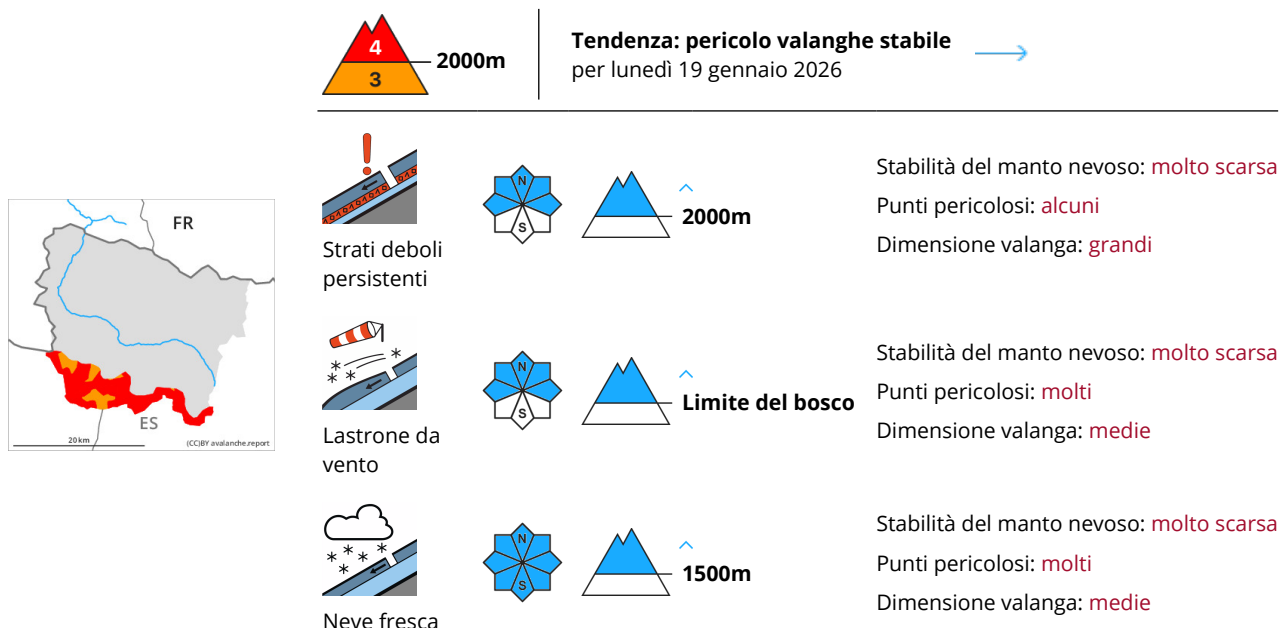 4
3
2000m
Tendenza: pericolo valanghe stabile
per lunedì 19 gennaio 2026
FR
ES
20 km
(CC)BY avalanche.report
N
S
2000m
Strati deboli
persistenti
Stabilità del manto nevoso: molto scarsa
Punti pericolosi: alcuni
Dimensione valanga: grandi
N
S
Limite del bosco
Lastrone da
vento
Stabilità del manto nevoso: molto scarsa
Punti pericolosi: molti
Dimensione valanga: medie
N
S
1500m
Neve fresca
Stabilità del manto nevoso: molto scarsa
Punti pericolosi: molti
Dimensione valanga: medie